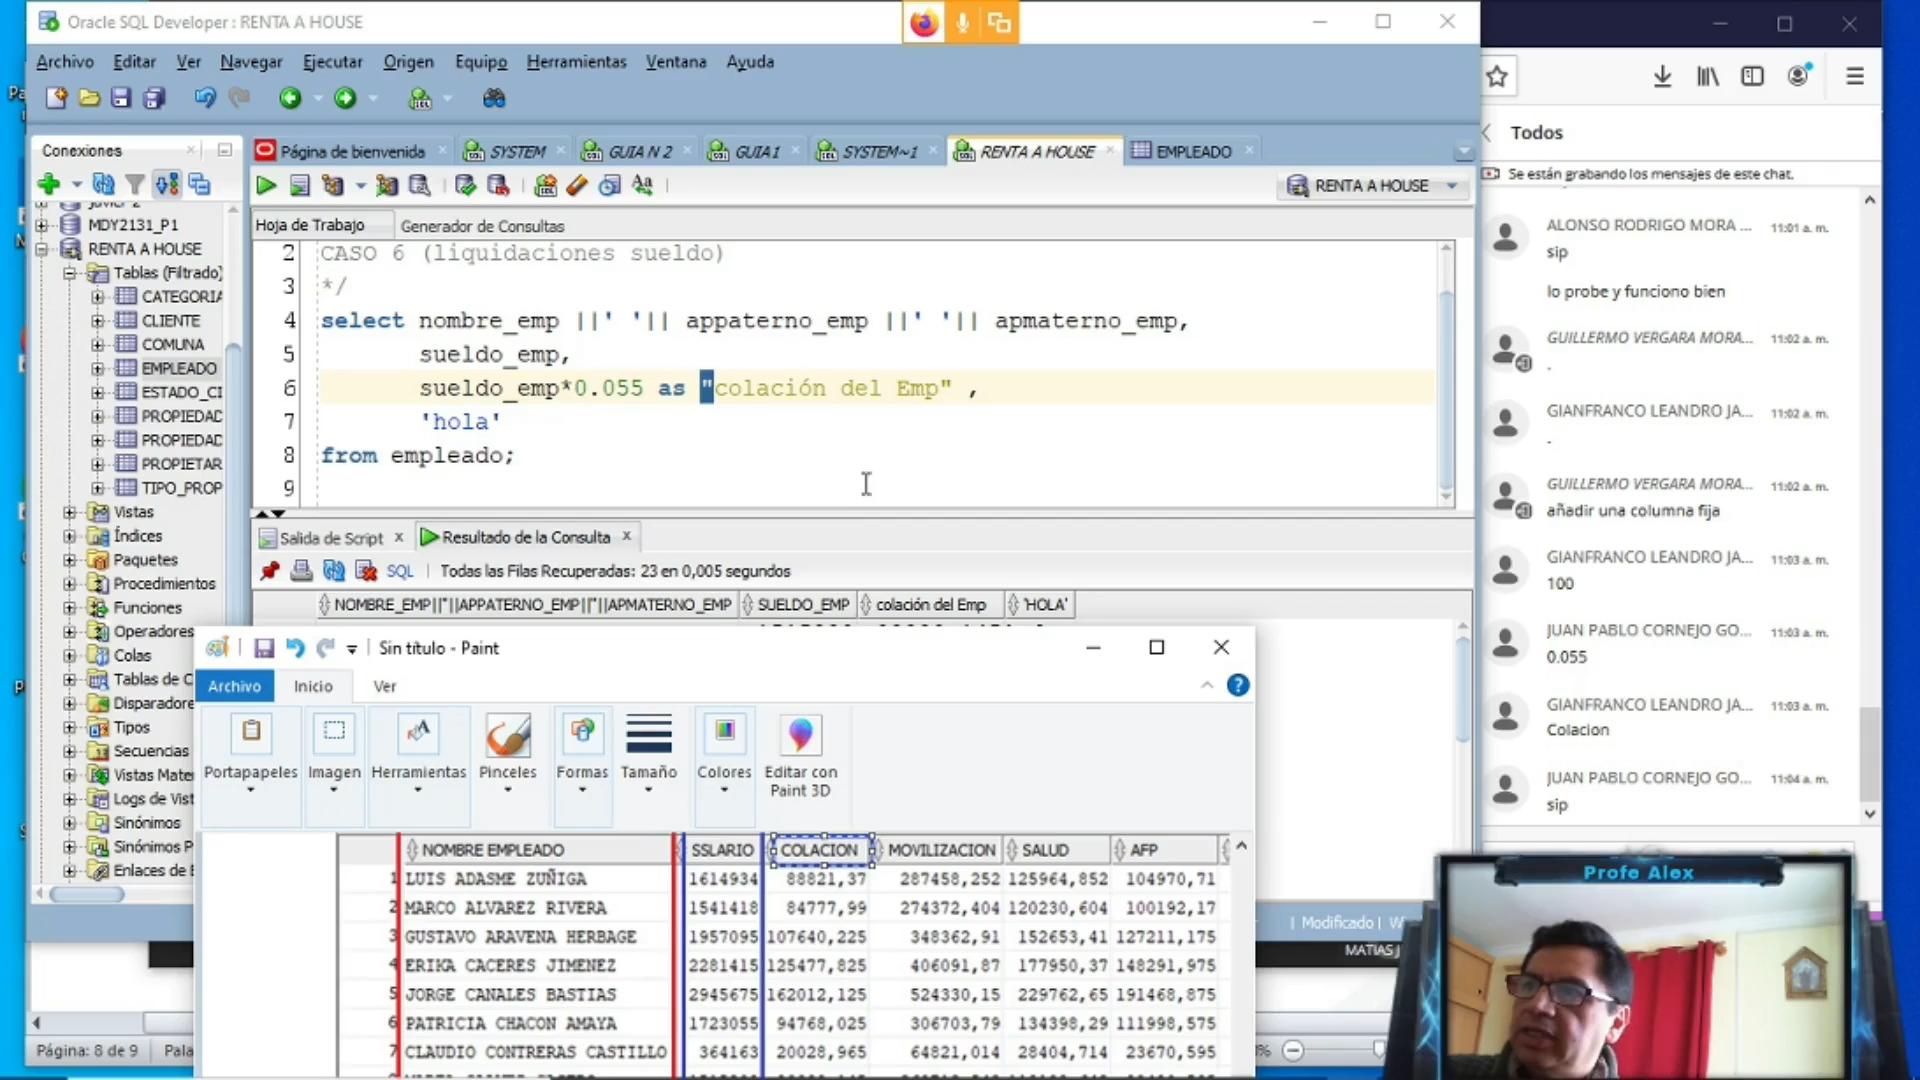 Oracle SQL Developer : RENTA A HOUSE
Archivo Editar Ver Navegar Ejecutar Origen Equipo Herramientas Ventana Ayuda
Conexiones
Página de bienvenida SYSTEM GUIA N 2 GUIA1 SYSTEM~1 RENTA A HOUSE EMPLEADO
RENTA A HOUSE
Hoja de Trabajo Generador de Consultas
MDY2131_P1
RENTA A HOUSE
Tablas (Filtrado)
CATEGORIA
CLIENTE
COMUNA
EMPLEADO
ESTADO_CI
PROPIEDAD
PROPIEDAD
PROPIETAR
TIPO_PROP
Vistas
Índices
Paquetes
Procedimientos
Funciones
Operadores
Colas
Tablas de C
Disparadore
Tipos
Secuencias
Vistas Mate
Logs de Vist
Sinónimos
Sinónimos P
Enlaces de E
2 CASO 6 (liquidaciones sueldo)
3 */
4 select nombre_emp ||' '|| appaterno_emp ||' '|| apmaterno_emp,
5 sueldo_emp,
6 sueldo_emp*0.055 as "colación del Emp" ,
7 'hola'
8 from empleado;
9
Salida de Script Resultado de la Consulta
SQL Todas las Filas Recuperadas: 23 en 0,005 segundos
NOMBRE_EMP||''||APPATERNO_EMP||''||APMATERNO_EMP SUELDO_EMP colación del Emp 'HOLA'
Sin título - Paint
Archivo Inicio Ver
Portapapeles Imagen Herramientas Pinceles Formas Tamaño Colores Editar con
Paint 3D
NOMBRE EMPLEADO SSLARIO COLACION MOVILIZACION SALUD AFP
1 LUIS ADASME ZUÑIGA 1614934 88821,37 287458,252 125964,852 104970,71
2 MARCO ALVAREZ RIVERA 1541418 84777,99 274372,404 120230,604 100192,17
3 GUSTAVO ARAVENA HERBAGE 1957095 107640,225 348362,91 152653,41 127211,175
4 ERIKA CACERES JIMENEZ 2281415 125477,825 406091,87 177950,37 148291,975
5 JORGE CANALES BASTIAS 2945675 162012,125 524330,15 229762,65 191468,875
6 PATRICIA CHACON AMAYA 1723055 94768,025 306703,79 134398,29 111998,575
7 CLAUDIO CONTRERAS CASTILLO 364163 20028,965 64821,014 28404,714 23670,595
Página: 8 de 9 Pala
Todos
Se están grabando los mensajes de este chat.
ALONSO RODRIGO MORA ... 11:01 a. m.
sip
lo probe y funciono bien
GUILLERMO VERGARA MORA... 11:02 a. m.
.
GIANFRANCO LEANDRO JA... 11:02 a. m.
.
GUILLERMO VERGARA MORA... 11:02 a. m.
añadir una columna fija
GIANFRANCO LEANDRO JA... 11:03 a. m.
100
JUAN PABLO CORNEJO GO... 11:03 a. m.
0.055
GIANFRANCO LEANDRO JA... 11:03 a. m.
Colacion
JUAN PABLO CORNEJO GO... 11:04 a. m.
sip
Profe Alex
| Modificado |
MATIAS J